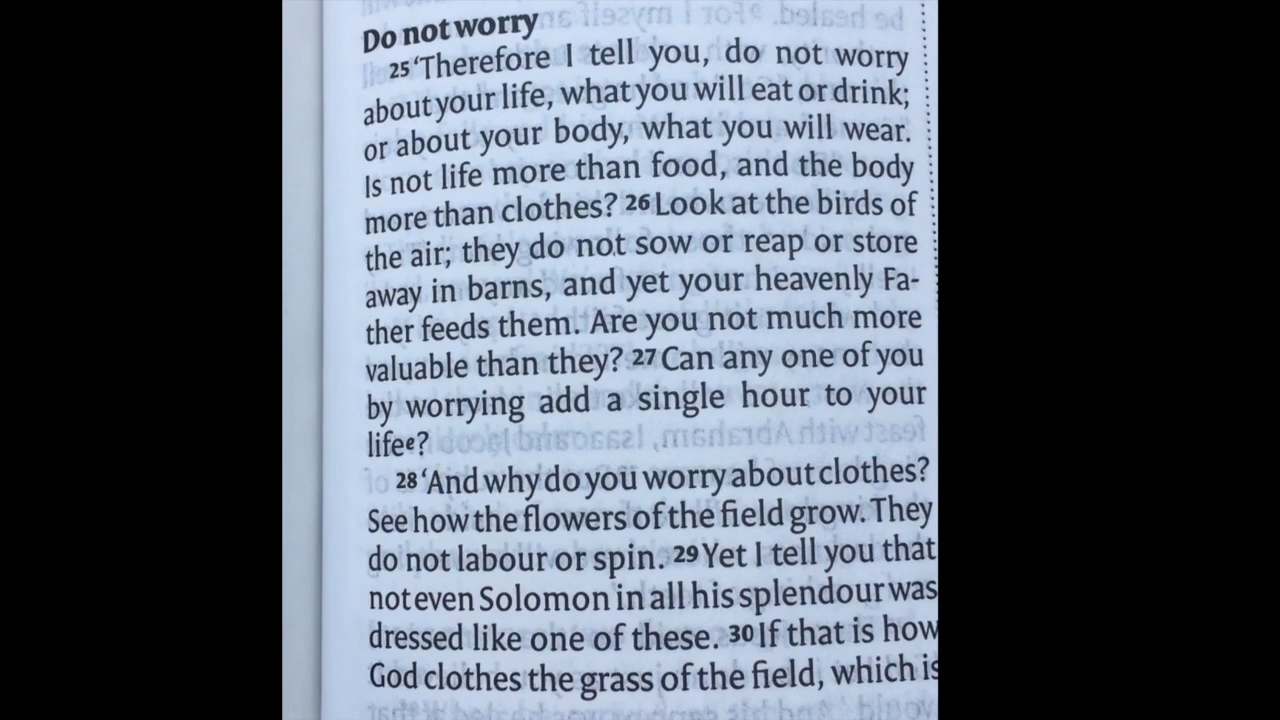 Do not worry
25 ‘Therefore I tell you, do not worry
about your life, what you will eat or drink;
or about your body, what you will wear.
Is not life more than food, and the body
more than clothes? 26 Look at the birds of
the air; they do not sow or reap or store
away in barns, and yet your heavenly Fa-
ther feeds them. Are you not much more
valuable than they? 27 Can any one of you
by worrying add a single hour to your
lifeᵉ?
28 ‘And why do you worry about clothes?
See how the flowers of the field grow. They
do not labour or spin. 29 Yet I tell you that
not even Solomon in all his splendour was
dressed like one of these. 30 If that is how
God clothes the grass of the field, which is